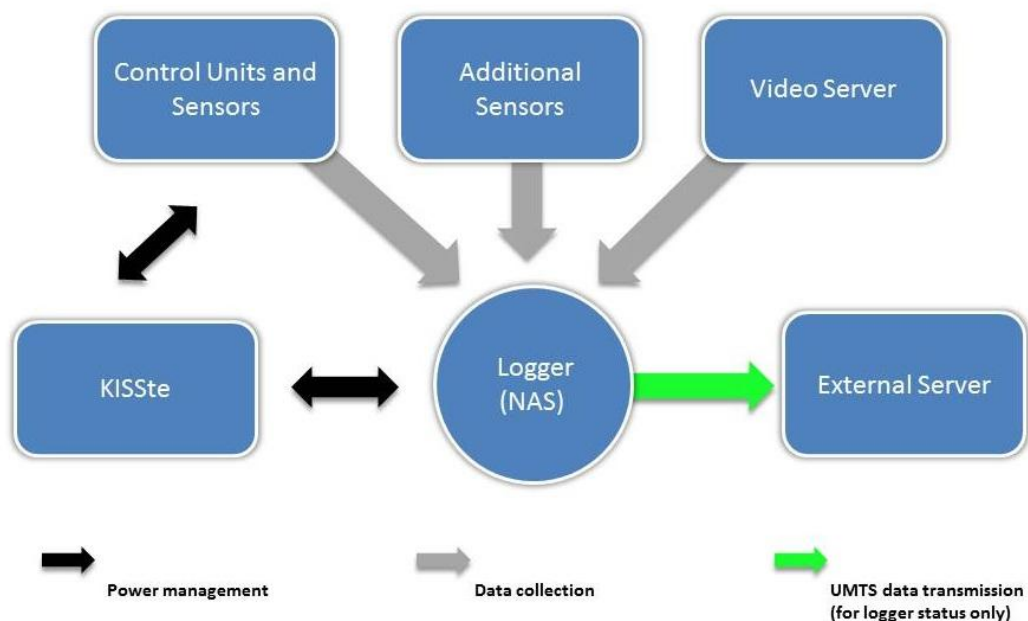 Control Units and
Sensors
Additional
Sensors
Video Server
KISSte
Logger
(NAS)
External Server
Power management
Data collection
UMTS data transmission
(for logger status only)